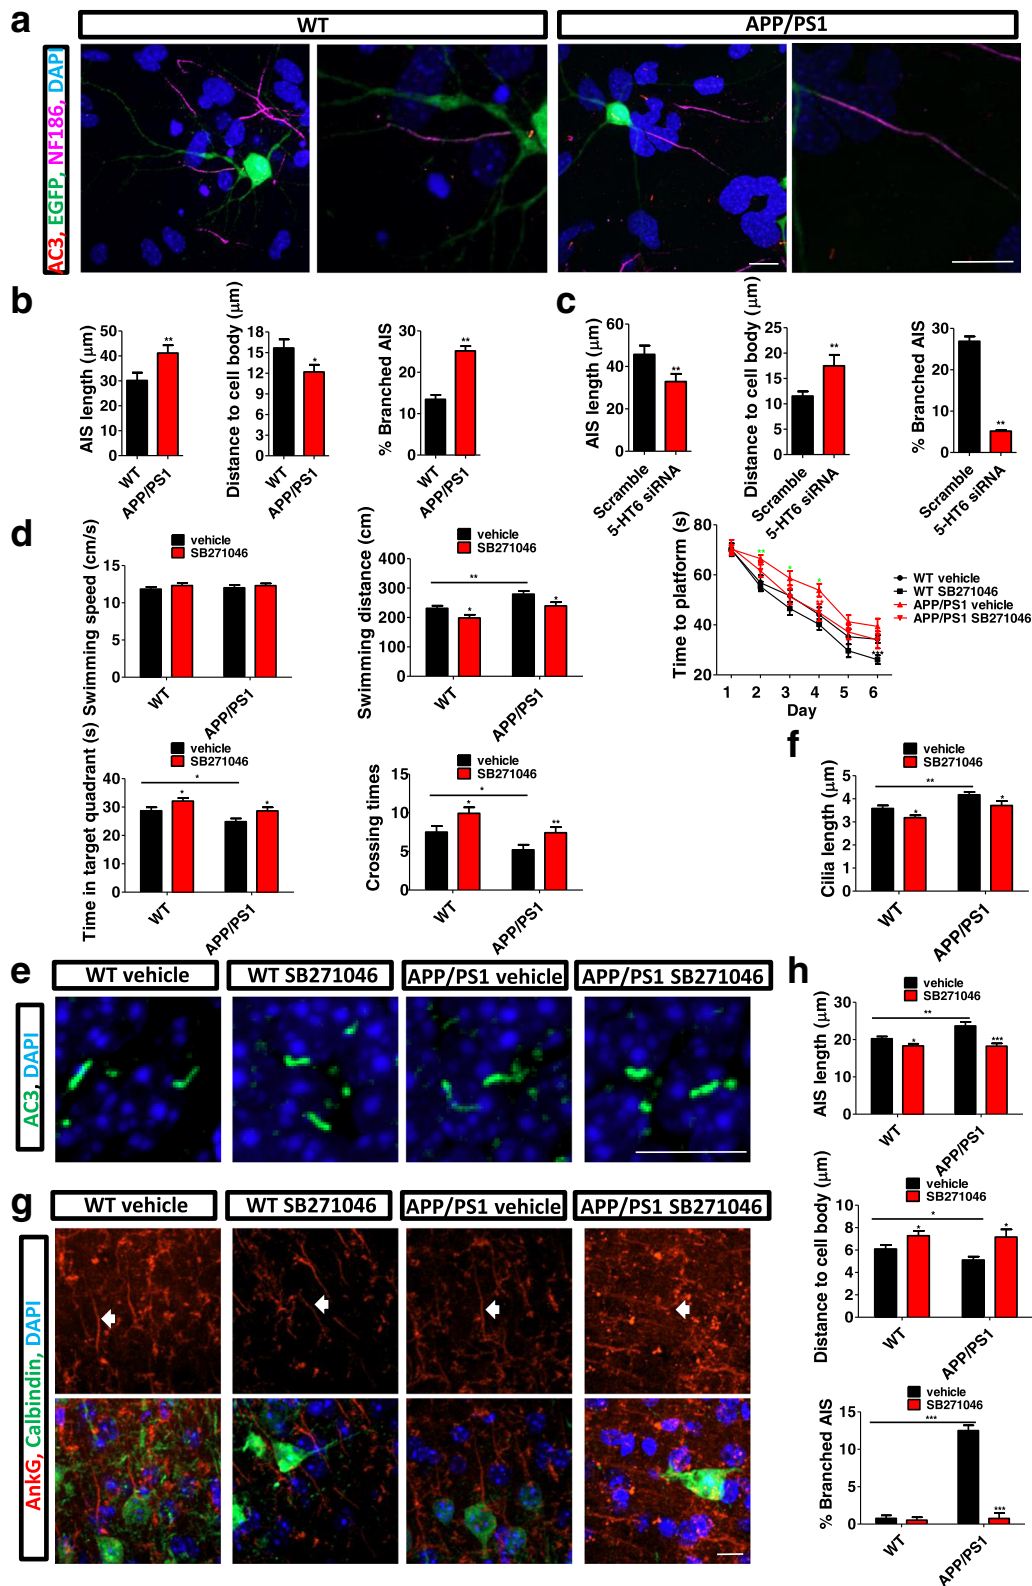 a
WT
APP/PS1
AC3, EGFP, NF186, DAPI
b
AIS length (μm)
50
40
30
20
10
0
WT
APP/PS1
**
Distance to cell body (μm)
18
15
12
9
6
3
0
WT
APP/PS1
*
% Branched AIS
30
20
10
0
WT
APP/PS1
**
c
AIS length (μm)
60
40
20
0
Scramble
5-HT6 siRNA
**
Distance to cell body (μm)
25
20
15
10
5
0
Scramble
5-HT6 siRNA
**
% Branched AIS
30
20
10
0
Scramble
5-HT6 siRNA
**
d
vehicle
SB271046
Swimming speed (cm/s)
15
10
5
0
WT
APP/PS1
vehicle
SB271046
Swimming distance (cm)
400
300
200
100
0
**
*
*
WT
APP/PS1
Time to platform (s)
80
60
40
20
**
*
*
**
***
1 2 3 4 5 6
Day
WT vehicle
WT SB271046
APP/PS1 vehicle
APP/PS1 SB271046
vehicle
SB271046
Time in target quadrant (s)
40
30
20
10
0
*
*
*
WT
APP/PS1
vehicle
SB271046
Crossing times
15
10
5
0
*
*
**
WT
APP/PS1
f
vehicle
SB271046
Cilia length (μm)
5
4
3
2
1
0
**
*
*
WT
APP/PS1
e
WT vehicle
WT SB271046
APP/PS1 vehicle
APP/PS1 SB271046
AC3, DAPI
g
WT vehicle
WT SB271046
APP/PS1 vehicle
APP/PS1 SB271046
AnkG, Calbindin, DAPI
h
vehicle
SB271046
AIS length (μm)
30
20
10
0
**
*
***
WT
APP/PS1
vehicle
SB271046
Distance to cell body (μm)
10
8
6
4
2
0
*
*
*
WT
APP/PS1
vehicle
SB271046
% Branched AIS
15
10
5
0
***
***
WT
APP/PS1